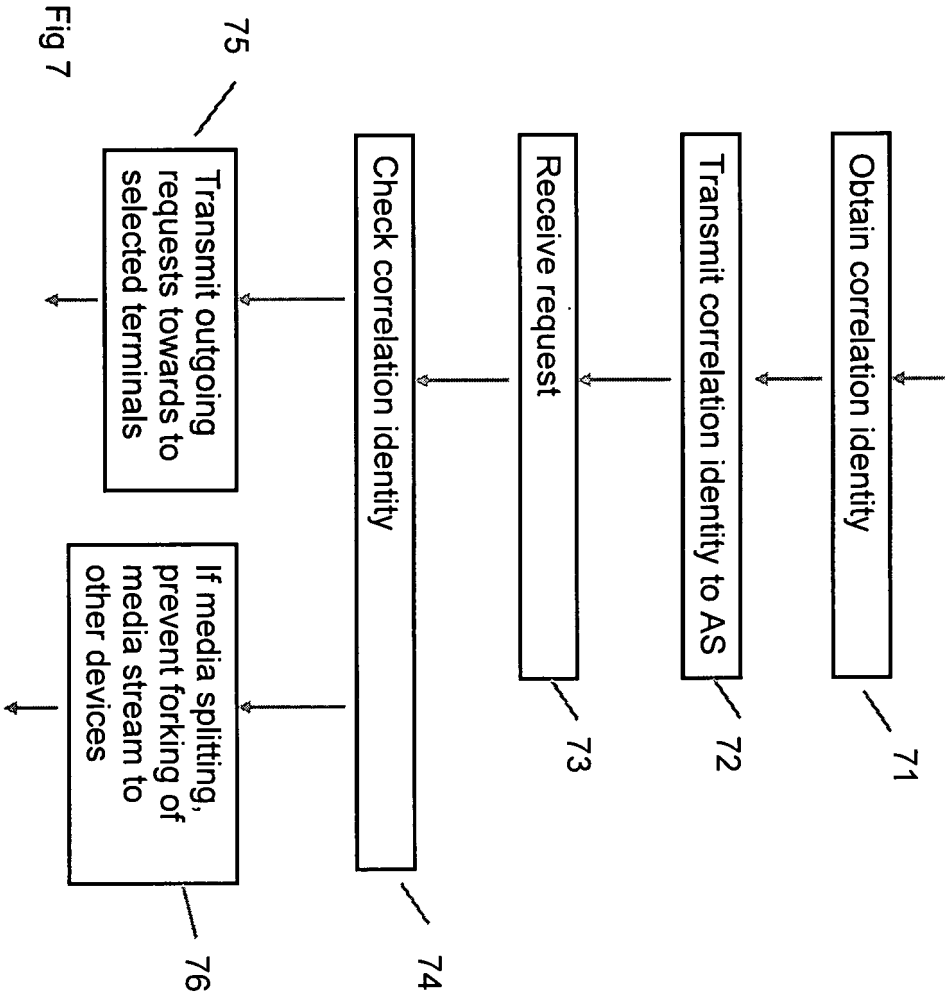 Obtain correlation identity
71
Transmit correlation identity to AS
72
Receive request
73
Check correlation identity
74
75
Transmit outgoing
requests towards to
selected terminals
If media splitting,
prevent forking of
media stream to
other devices
76
Fig 7